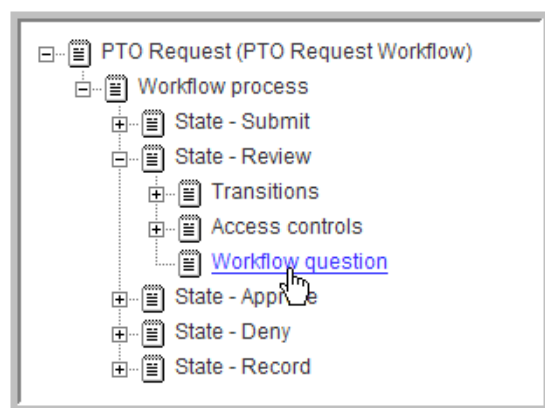 PTO Request (PTO Request Workflow)
Workflow process
State - Submit
State - Review
Transitions
Access controls
Workflow question
State - Approve
State - Deny
State - Record